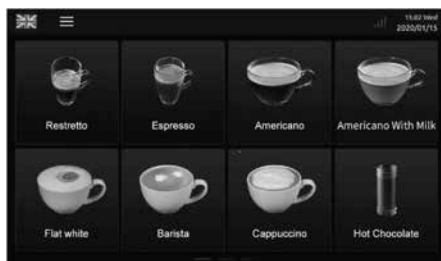 13:02 Wed
2020/01/15
Restretto
Espresso
Americano
Americano With Milk
Flat white
Barista
Cappuccino
Hot Chocolate